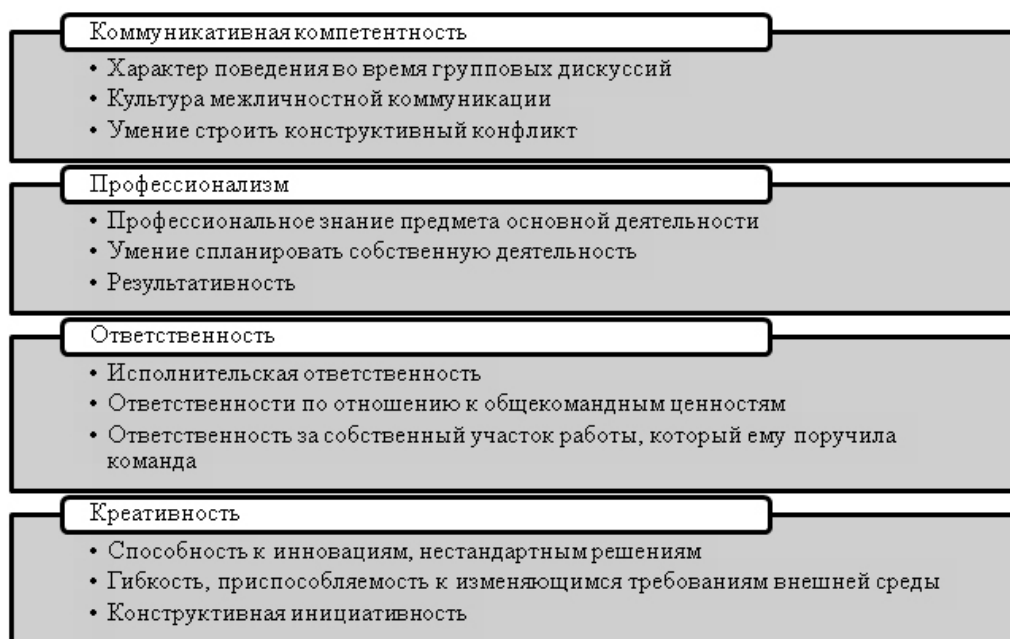 Коммуникативная компетентность
• Характер поведения во время групповых дискуссий
• Культура межличностной коммуникации
• Умение строить конструктивный конфликт
Профессионализм
• Профессиональное знание предмета основной деятельности
• Умение спланировать собственную деятельность
• Результативность
Ответственность
• Исполнительская ответственность
• Ответственности по отношению к общекомандным ценностям
• Ответственность за собственный участок работы, который ему поручила
команда
Креативность
• Способность к инновациям, нестандартным решениям
• Гибкость, приспособляемость к изменяющимся требованиям внешней среды
• Конструктивная инициативность